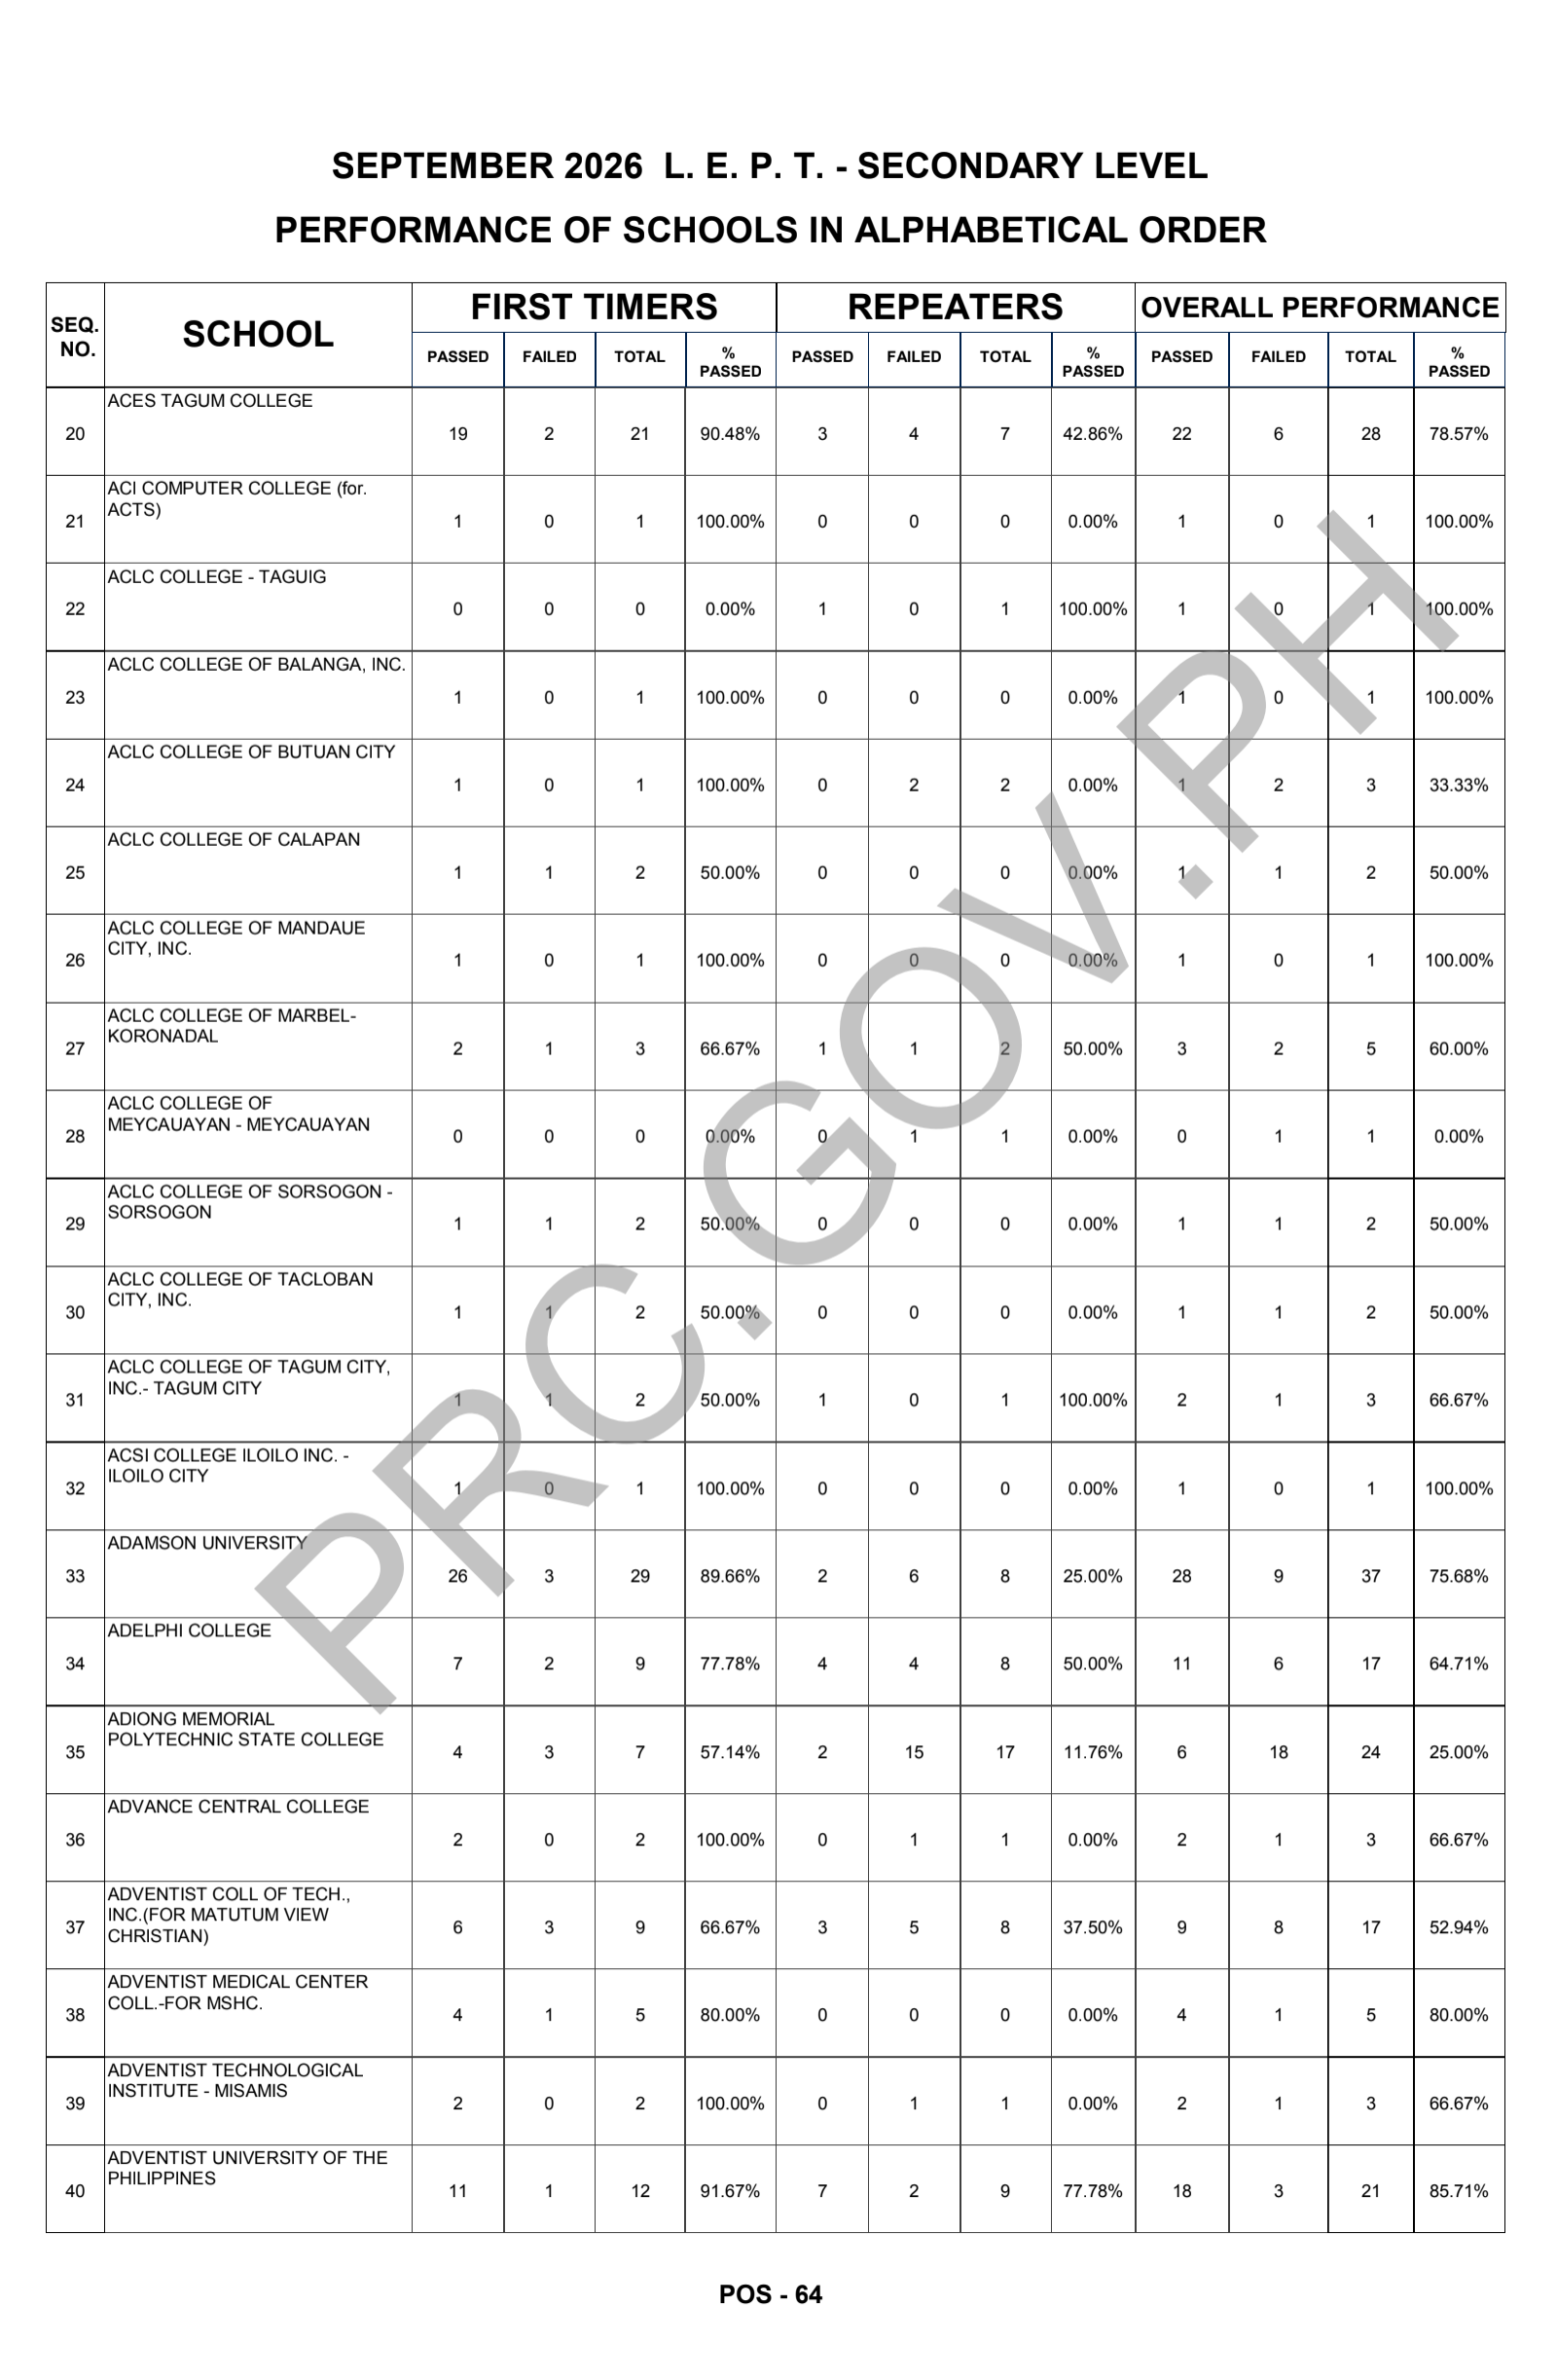 SEPTEMBER 2026 L. E. P. T. - SECONDARY LEVEL
PERFORMANCE OF SCHOOLS IN ALPHABETICAL ORDER
SEQ. NO. SCHOOL FIRST TIMERS REPEATERS OVERALL PERFORMANCE
PASSED FAILED TOTAL % PASSED PASSED FAILED TOTAL % PASSED PASSED FAILED TOTAL % PASSED
ACES TAGUM COLLEGE
20 19 2 21 90.48% 3 4 7 42.86% 22 6 28 78.57%
ACI COMPUTER COLLEGE (for.
ACTS)
21 1 0 1 100.00% 0 0 0 0.00% 1 0 1 100.00%
ACLC COLLEGE - TAGUIG
22 0 0 0 0.00% 1 0 1 100.00% 1 0 1 100.00%
ACLC COLLEGE OF BALANGA, INC.
23 1 0 1 100.00% 0 0 0 0.00% 1 0 1 100.00%
ACLC COLLEGE OF BUTUAN CITY
24 1 0 1 100.00% 0 2 2 0.00% 1 2 3 33.33%
ACLC COLLEGE OF CALAPAN
25 1 1 2 50.00% 0 0 0 0.00% 1 1 2 50.00%
ACLC COLLEGE OF MANDAUE
CITY, INC.
26 1 0 1 100.00% 0 0 0 0.00% 1 0 1 100.00%
ACLC COLLEGE OF MARBEL-
KORONADAL
27 2 1 3 66.67% 1 1 2 50.00% 3 2 5 60.00%
ACLC COLLEGE OF
MEYCAUAYAN - MEYCAUAYAN
28 0 0 0 0.00% 0 1 1 0.00% 0 1 1 0.00%
ACLC COLLEGE OF SORSOGON -
SORSOGON
29 1 1 2 50.00% 0 0 0 0.00% 1 1 2 50.00%
ACLC COLLEGE OF TACLOBAN
CITY, INC.
30 1 1 2 50.00% 0 0 0 0.00% 1 1 2 50.00%
ACLC COLLEGE OF TAGUM CITY,
INC.- TAGUM CITY
31 1 1 2 50.00% 1 0 1 100.00% 2 1 3 66.67%
ACSI COLLEGE ILOILO INC. -
ILOILO CITY
32 1 0 1 100.00% 0 0 0 0.00% 1 0 1 100.00%
ADAMSON UNIVERSITY
33 26 3 29 89.66% 2 6 8 25.00% 28 9 37 75.68%
ADELPHI COLLEGE
34 7 2 9 77.78% 4 4 8 50.00% 11 6 17 64.71%
ADIONG MEMORIAL
POLYTECHNIC STATE COLLEGE
35 4 3 7 57.14% 2 15 17 11.76% 6 18 24 25.00%
ADVANCE CENTRAL COLLEGE
36 2 0 2 100.00% 0 1 1 0.00% 2 1 3 66.67%
ADVENTIST COLL OF TECH.,
INC.(FOR MATUTUM VIEW
CHRISTIAN)
37 6 3 9 66.67% 3 5 8 37.50% 9 8 17 52.94%
ADVENTIST MEDICAL CENTER
COLL.-FOR MSHC.
38 4 1 5 80.00% 0 0 0 0.00% 4 1 5 80.00%
ADVENTIST TECHNOLOGICAL
INSTITUTE - MISAMIS
39 2 0 2 100.00% 0 1 1 0.00% 2 1 3 66.67%
ADVENTIST UNIVERSITY OF THE
PHILIPPINES
40 11 1 12 91.67% 7 2 9 77.78% 18 3 21 85.71%
PRC.GOV.PH
POS - 64